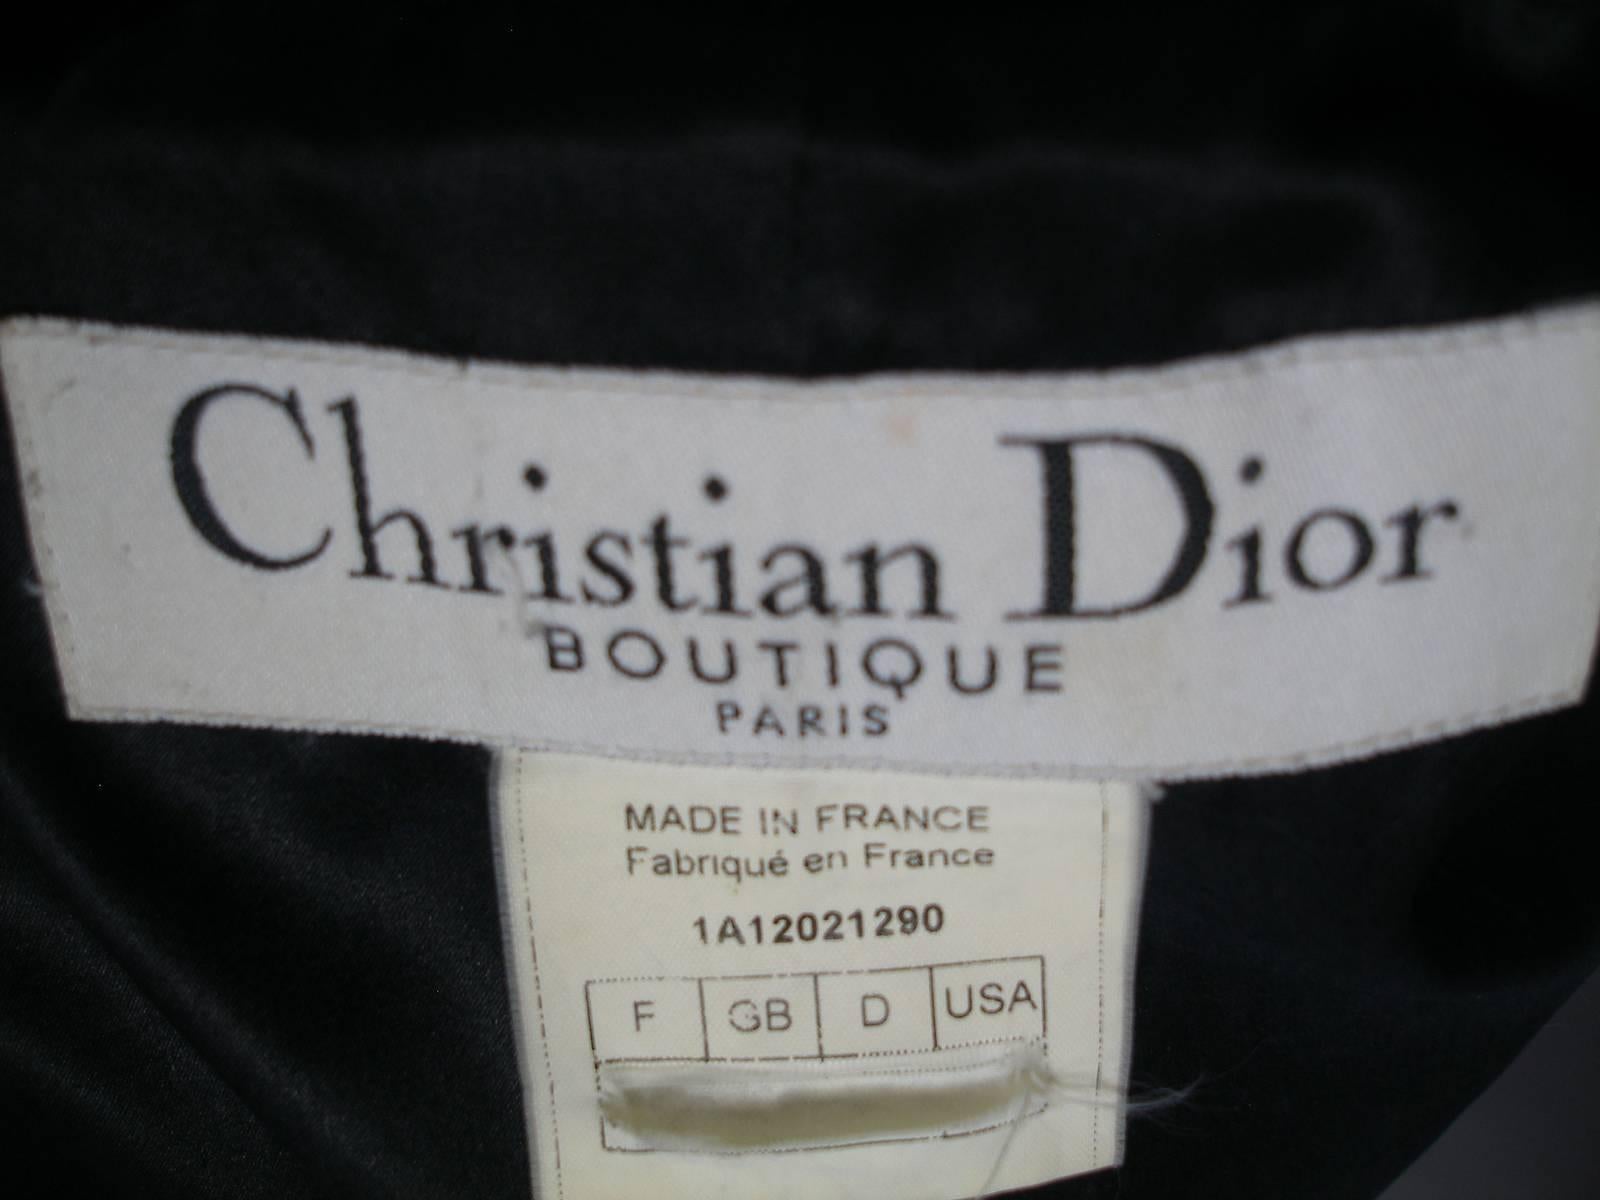 Christian Dior
BOUTIQUE
PARIS
MADE IN FRANCE
Fabriqué en France
1A12021290
F GB D USA